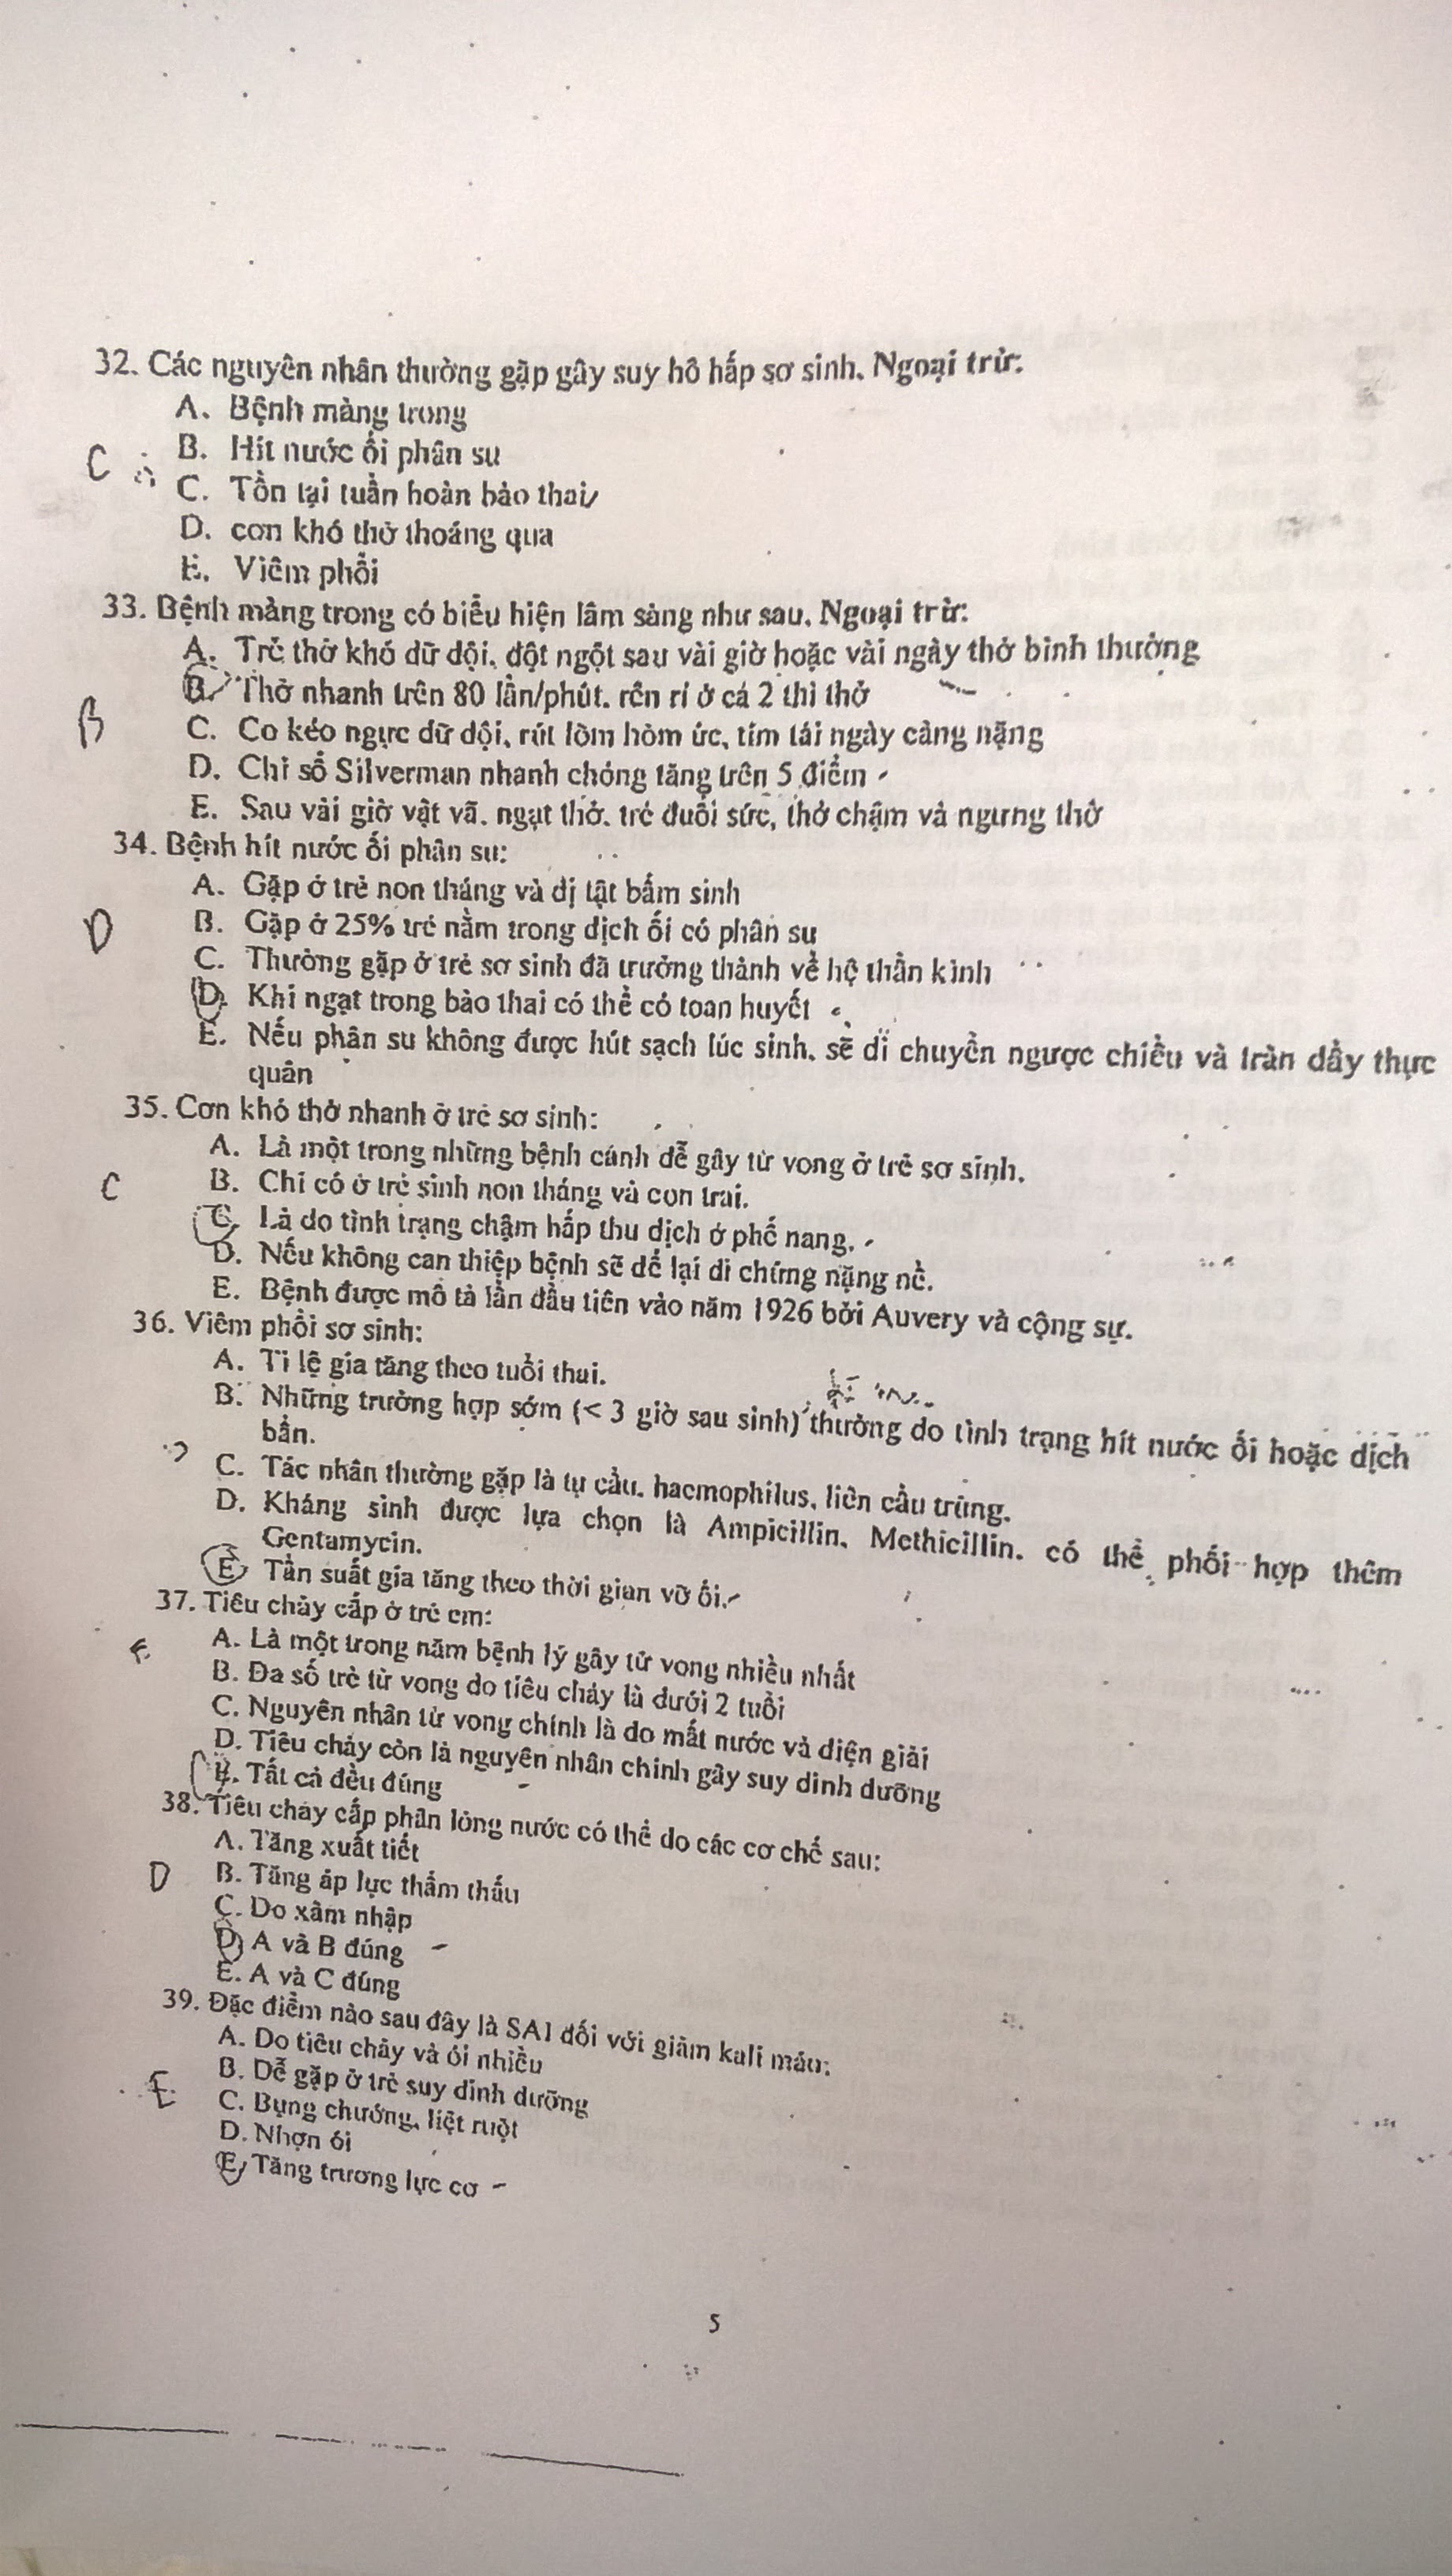 32. Các nguyên nhân thường gặp gây suy hô hấp sơ sinh. Ngoại trừ:
A. Bệnh màng trong
B. Hít nước ối phân su
C
C. Tồn tại tuần hoàn bào thai
D. cơn khó thở thoáng qua
E. Viêm phổi
33. Bệnh màng trong có biểu hiện lâm sàng như sau. Ngoại trừ:
A. Trẻ thở khó dữ dội, đột ngột sau vài giờ hoặc vài ngày thở bình thường
B. Thở nhanh trên 80 lần/phút. rên rỉ ở cả 2 thì thở
B
C. Co kéo ngực dữ dội, rút lõm hõm ức, tím tái ngày càng nặng
D. Chỉ số Silverman nhanh chóng tăng trên 5 điểm
E. Sau vài giờ vật vã. ngạt thở. trẻ đuối sức, thở chậm và ngưng thở
34. Bệnh hít nước ối phân su:
A. Gặp ở trẻ non tháng và dị tật bẩm sinh
D
B. Gặp ở 25% trẻ nằm trong dịch ối có phân su
C. Thường gặp ở trẻ sơ sinh đã trưởng thành về hệ thần kinh
D. Khi ngạt trong bào thai có thể có toan huyết
E. Nếu phân su không được hút sạch lúc sinh. sẽ di chuyển ngược chiều và tràn đầy thực
quản
35. Cơn khó thở nhanh ở trẻ sơ sinh:
A. Là một trong những bệnh cảnh dễ gây tử vong ở trẻ sơ sinh.
C
B. Chỉ có ở trẻ sinh non tháng và con trai.
C. Là do tình trạng chậm hấp thu dịch ở phế nang.
D. Nếu không can thiệp bệnh sẽ để lại di chứng nặng nề.
E. Bệnh được mô tả lần đầu tiên vào năm 1926 bởi Auvery và cộng sự.
36. Viêm phổi sơ sinh:
A. Tỉ lệ gia tăng theo tuổi thai.
B. Những trường hợp sớm (< 3 giờ sau sinh) thường do tình trạng hít nước ối hoặc dịch
bẩn.
?
C. Tác nhân thường gặp là tụ cầu. haemophilus, liên cầu trùng.
D. Kháng sinh được lựa chọn là Ampicillin. Methicillin. có thể phối hợp thêm
Gentamycin.
E. Tần suất gia tăng theo thời gian vỡ ối.
37. Tiêu chảy cấp ở trẻ em:
E
A. Là một trong năm bệnh lý gây tử vong nhiều nhất
B. Đa số trẻ tử vong do tiêu chảy là dưới 2 tuổi
C. Nguyên nhân tử vong chính là do mất nước và điện giải
D. Tiêu chảy còn là nguyên nhân chính gây suy dinh dưỡng
E. Tất cả đều đúng
38. Tiêu chảy cấp phân lỏng nước có thể do các cơ chế sau:
A. Tăng xuất tiết
D
B. Tăng áp lực thẩm thấu
C. Do xâm nhập
D. A và B đúng
E. A và C đúng
39. Đặc điểm nào sau đây là SAI đối với giảm kali máu:
A. Do tiêu chảy và ói nhiều
B. Dễ gặp ở trẻ suy dinh dưỡng
E
C. Bụng chướng, liệt ruột
D. Nhợn ói
E. Tăng trương lực cơ
5